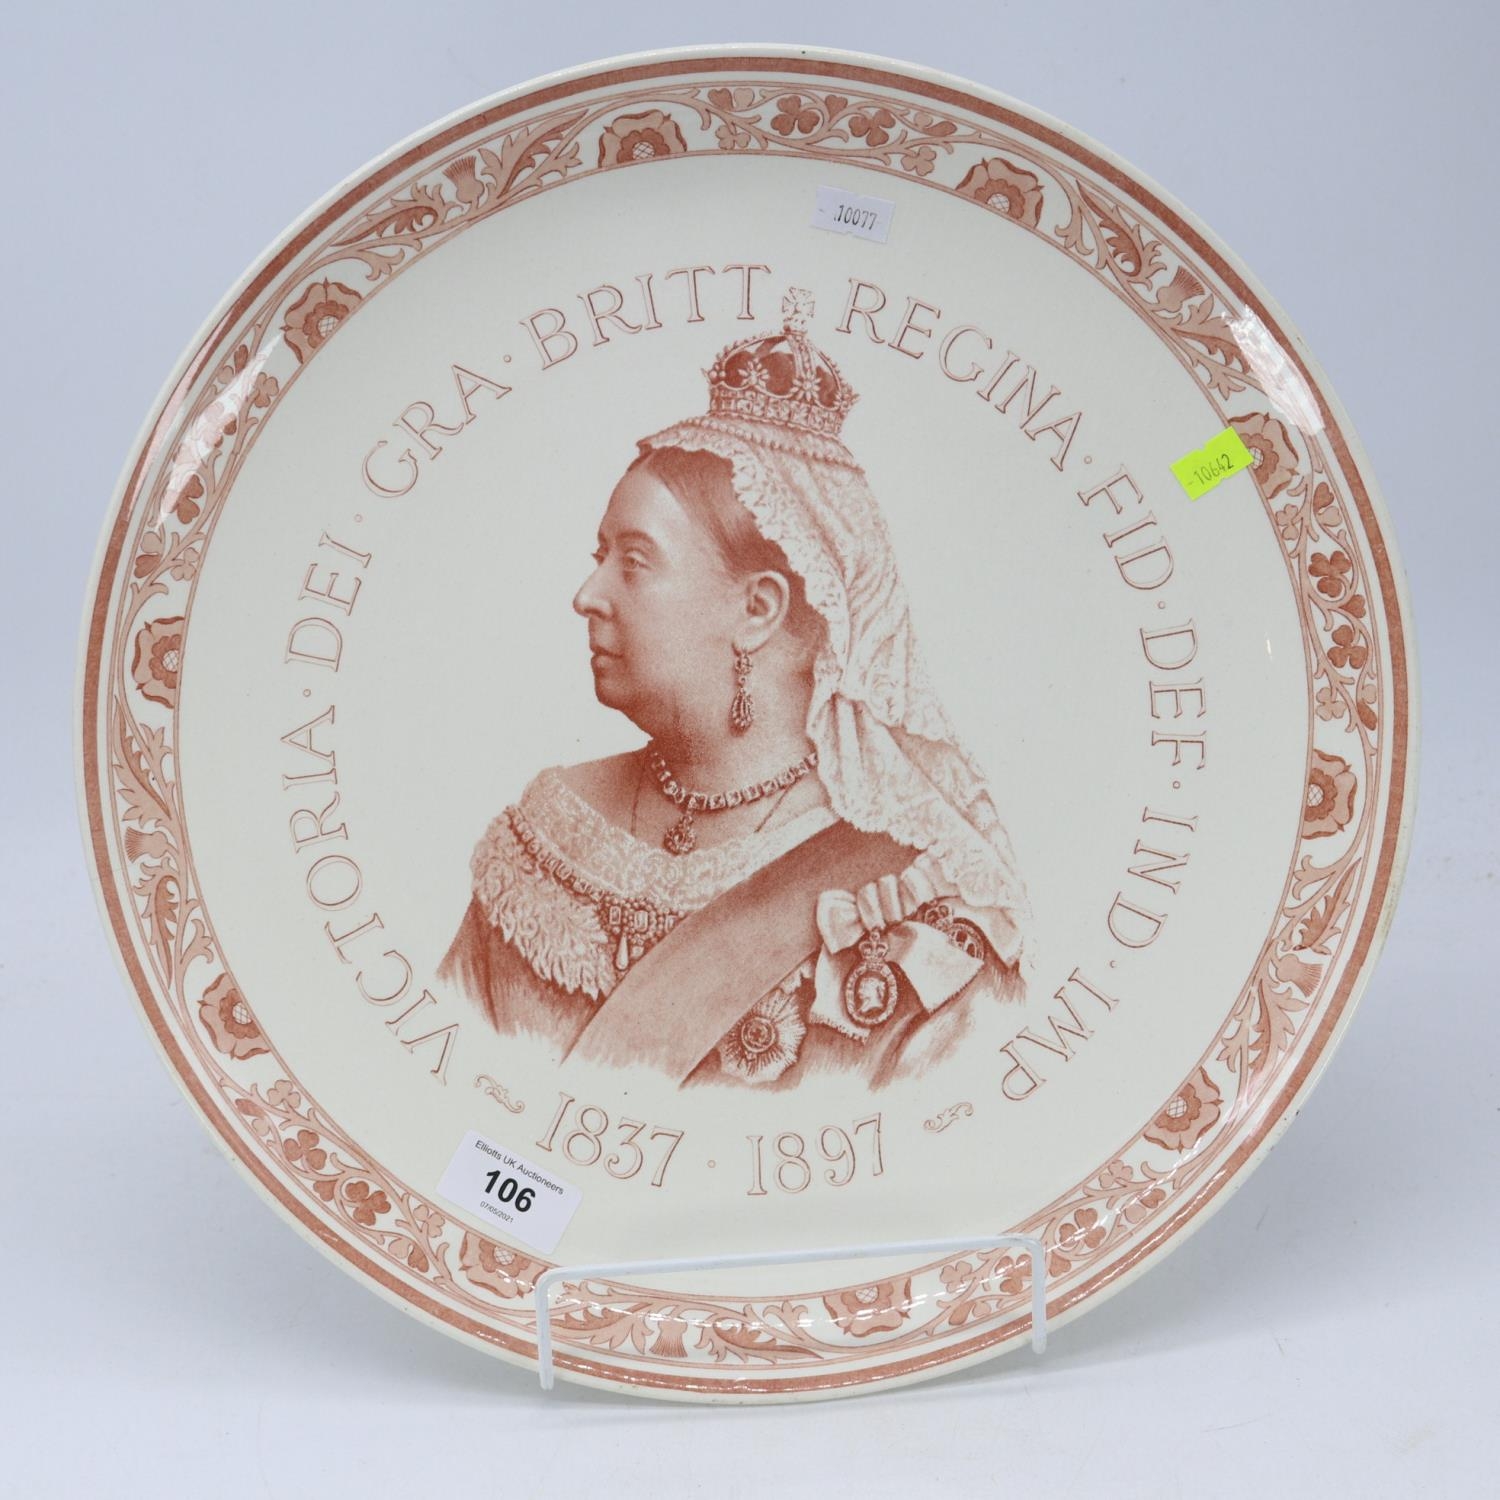 10077
VICTORIA · DEI · GRA · BRITT REGINA · FID · DEF · IND · IMP
-10642
1837 · 1897
Elliotts UK Auctioneers
106
07/05/2021